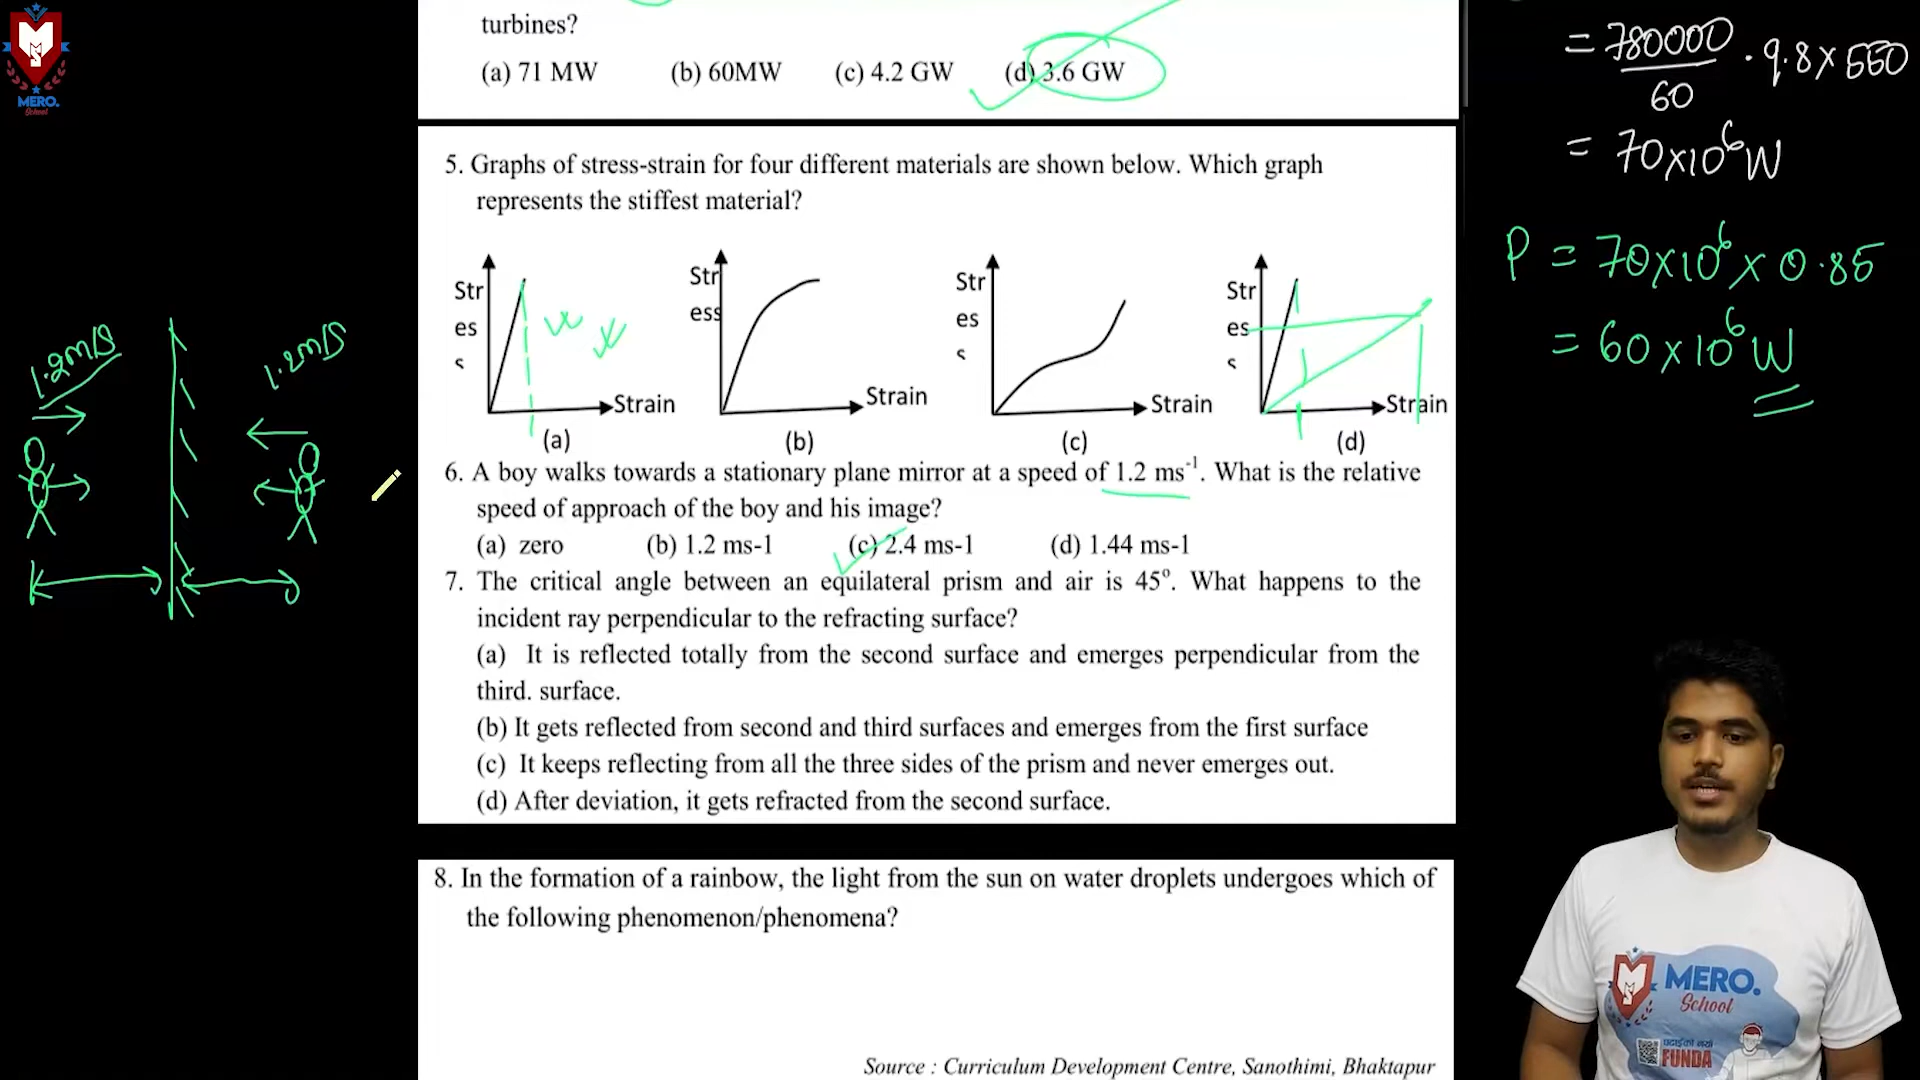 MERO.
School
turbines?
(a) 71 MW (b) 60MW (c) 4.2 GW (d) 3.6 GW
5. Graphs of stress-strain for four different materials are shown below. Which graph
represents the stiffest material?
Str
es
s
Strain
(a)
Str
ess
Strain
(b)
Str
es
s
Strain
(c)
Str
es
s
Strain
(d)
6. A boy walks towards a stationary plane mirror at a speed of 1.2 ms⁻¹. What is the relative
speed of approach of the boy and his image?
(a) zero (b) 1.2 ms-1 (c) 2.4 ms-1 (d) 1.44 ms-1
7. The critical angle between an equilateral prism and air is 45º. What happens to the
incident ray perpendicular to the refracting surface?
(a) It is reflected totally from the second surface and emerges perpendicular from the
third. surface.
(b) It gets reflected from second and third surfaces and emerges from the first surface
(c) It keeps reflecting from all the three sides of the prism and never emerges out.
(d) After deviation, it gets refracted from the second surface.
8. In the formation of a rainbow, the light from the sun on water droplets undergoes which of
the following phenomenon/phenomena?
Source : Curriculum Development Centre, Sanothimi, Bhaktapur
1.2m/s
1.2m/s
= 780000/60 · 9.8 x 550
= 70x10⁶W
P = 70x10⁶ x 0.85
= 60x10⁶W
MERO.
School
पढाईको नयाँ
FUNDA